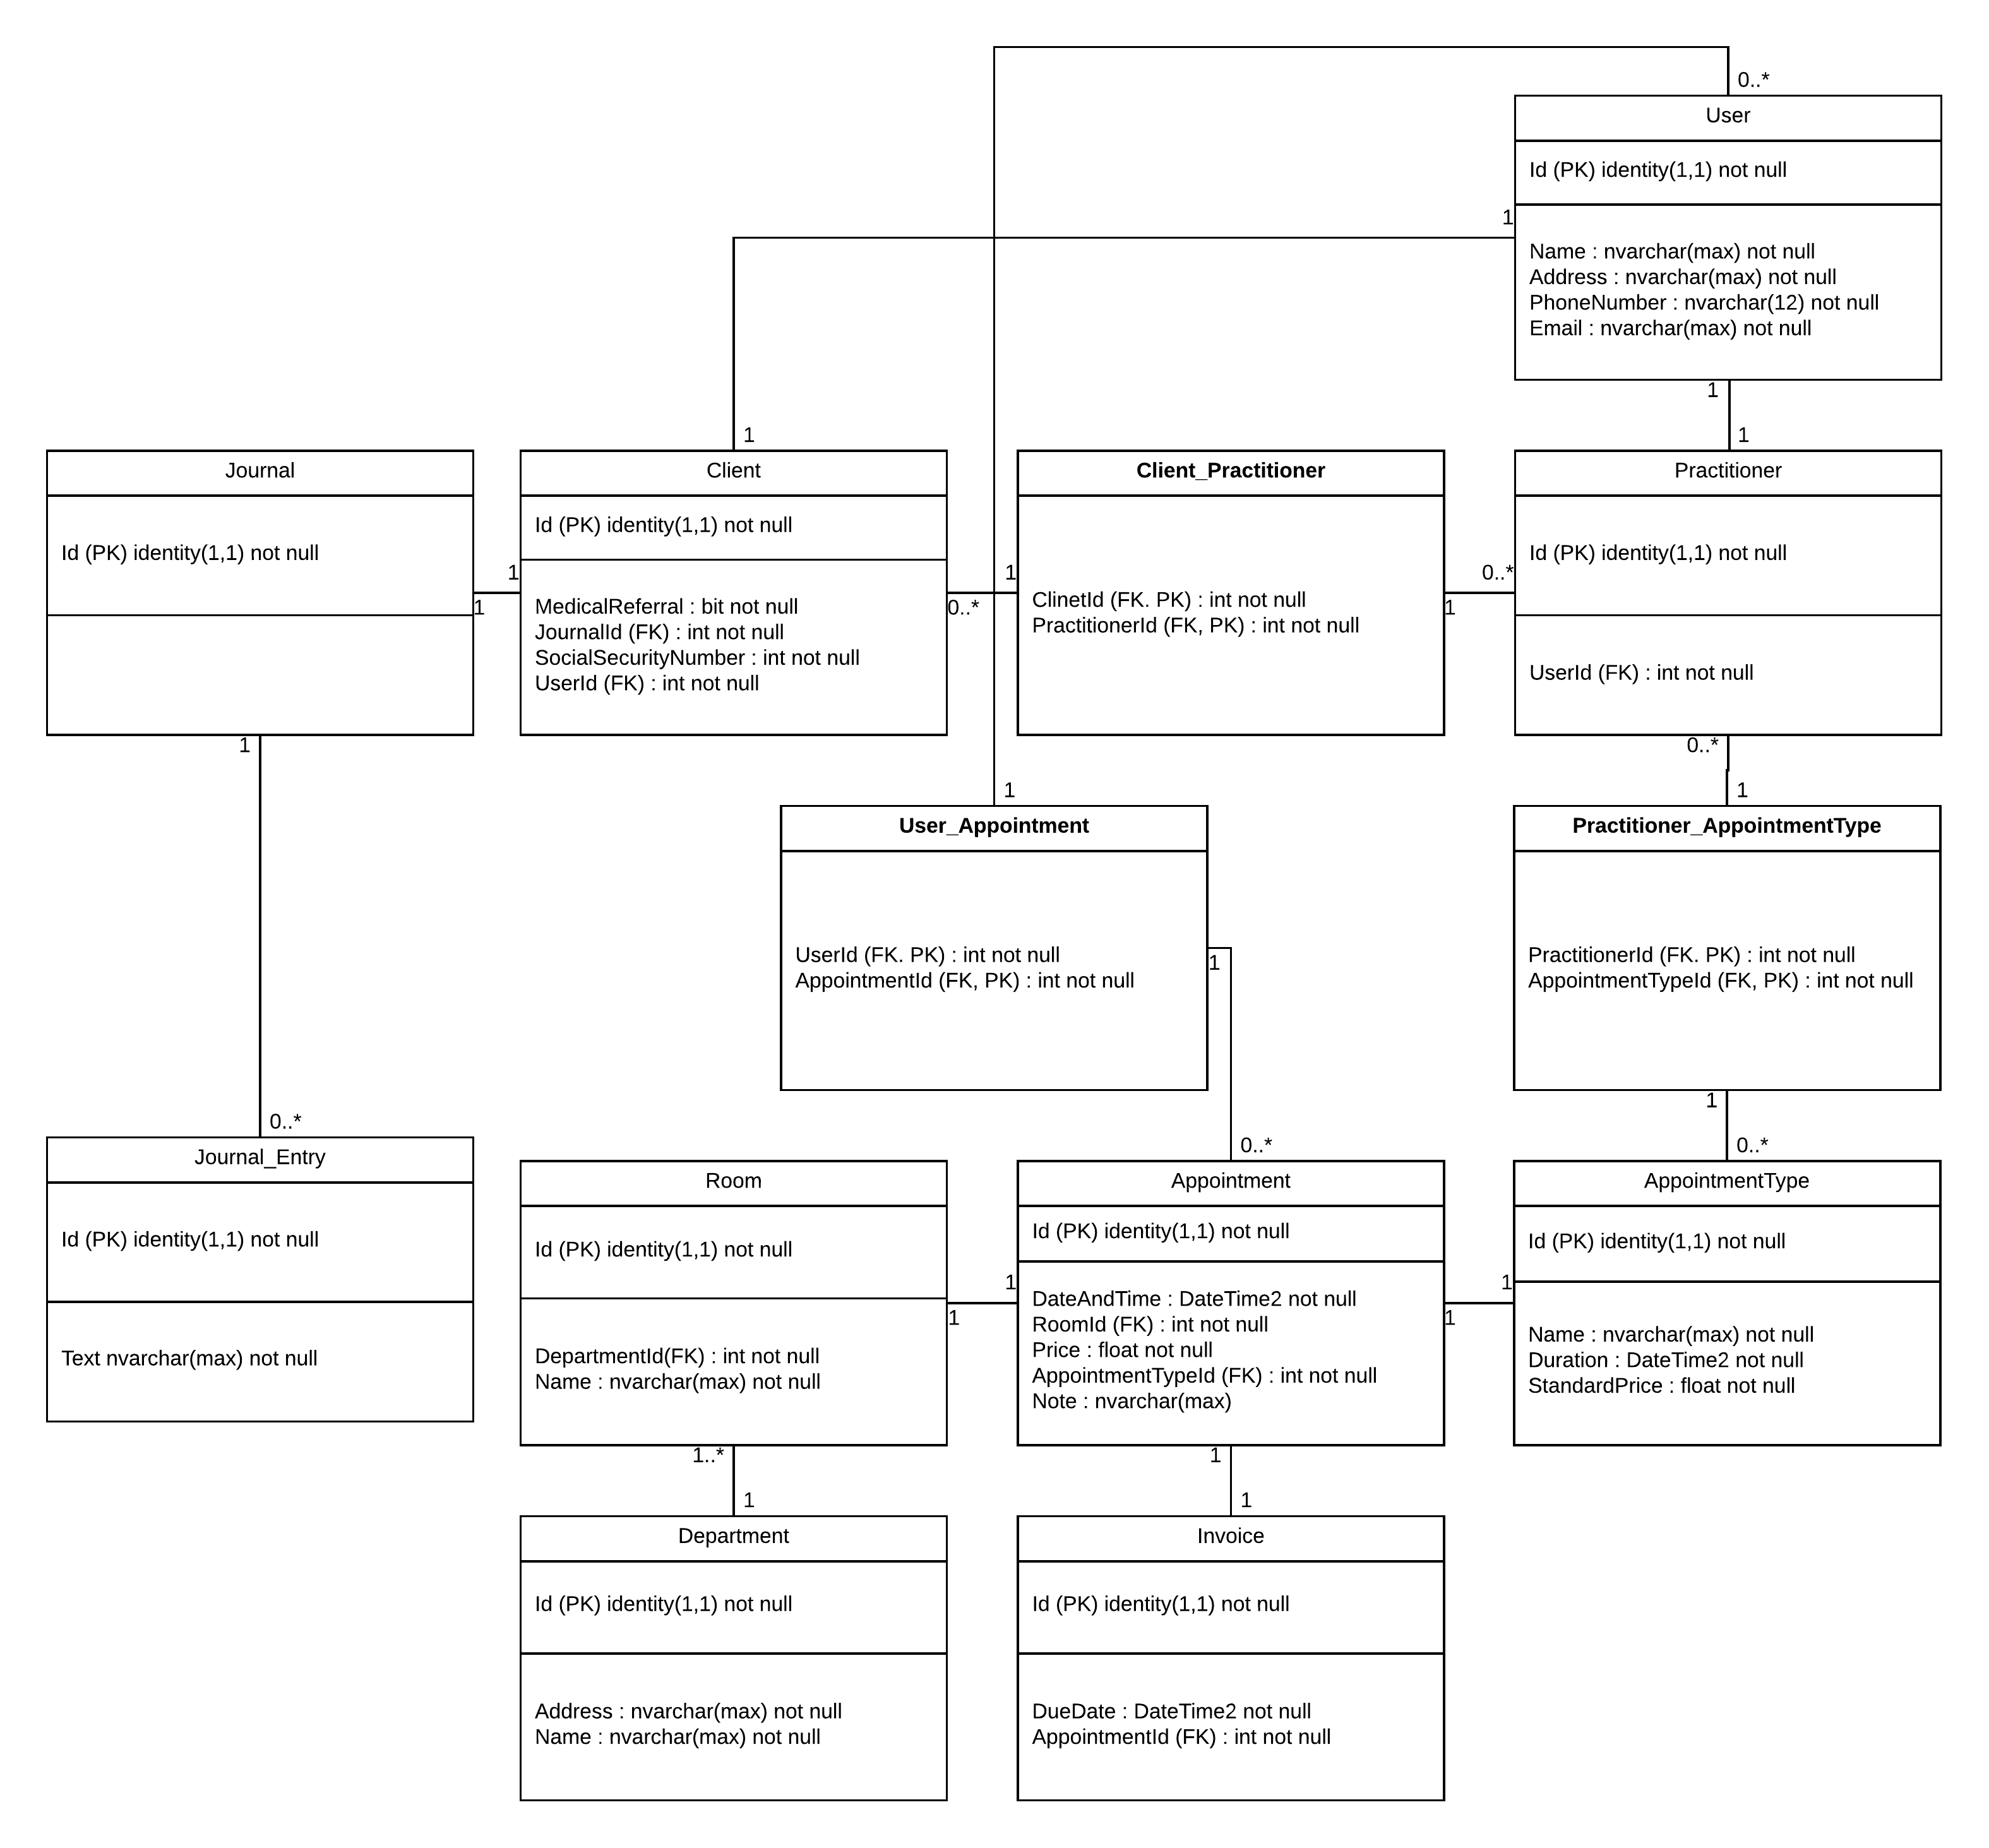 0..*
User
Id (PK) identity(1,1) not null
1
Name : nvarchar(max) not null
Address : nvarchar(max) not null
PhoneNumber : nvarchar(12) not null
Email : nvarchar(max) not null
1
1
1
Journal
Id (PK) identity(1,1) not null
1
1
Client
Id (PK) identity(1,1) not null
1
MedicalReferral : bit not null
JournalId (FK) : int not null
SocialSecurityNumber : int not null
UserId (FK) : int not null
0..*
Client_Practitioner
1
ClinetId (FK. PK) : int not null
PractitionerId (FK, PK) : int not null
1
Practitioner
Id (PK) identity(1,1) not null
0..*
UserId (FK) : int not null
0..*
1
User_Appointment
UserId (FK. PK) : int not null
AppointmentId (FK, PK) : int not null
1
1
Practitioner_AppointmentType
PractitionerId (FK. PK) : int not null
AppointmentTypeId (FK, PK) : int not null
1
0..*
Journal_Entry
Id (PK) identity(1,1) not null
Text nvarchar(max) not null
Room
Id (PK) identity(1,1) not null
DepartmentId(FK) : int not null
Name : nvarchar(max) not null
1
1..*
0..*
Appointment
Id (PK) identity(1,1) not null
1
DateAndTime : DateTime2 not null
RoomId (FK) : int not null
Price : float not null
AppointmentTypeId (FK) : int not null
Note : nvarchar(max)
1
1
0..*
AppointmentType
Id (PK) identity(1,1) not null
1
Name : nvarchar(max) not null
Duration : DateTime2 not null
StandardPrice : float not null
1
Department
Id (PK) identity(1,1) not null
Address : nvarchar(max) not null
Name : nvarchar(max) not null
1
Invoice
Id (PK) identity(1,1) not null
DueDate : DateTime2 not null
AppointmentId (FK) : int not null